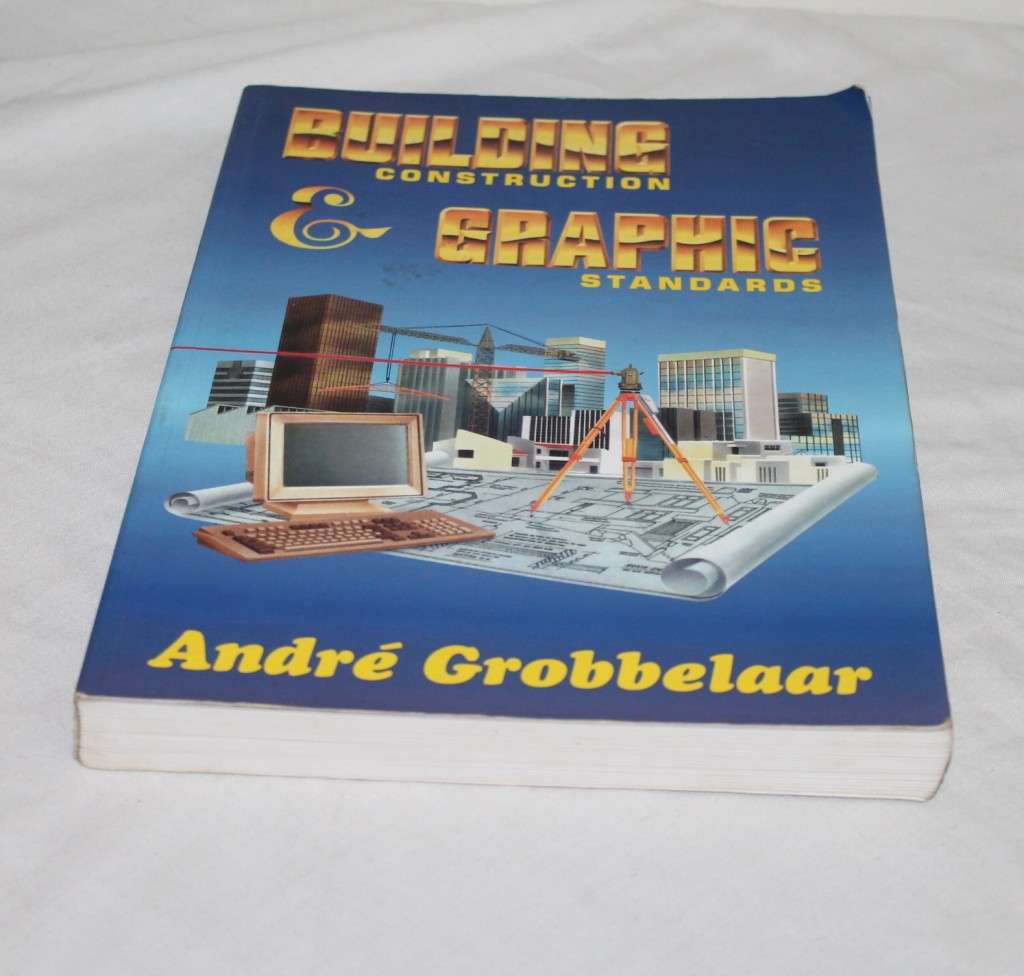 BUILDING
CONSTRUCTION
& GRAPHIC
STANDARDS
André Grobbelaar